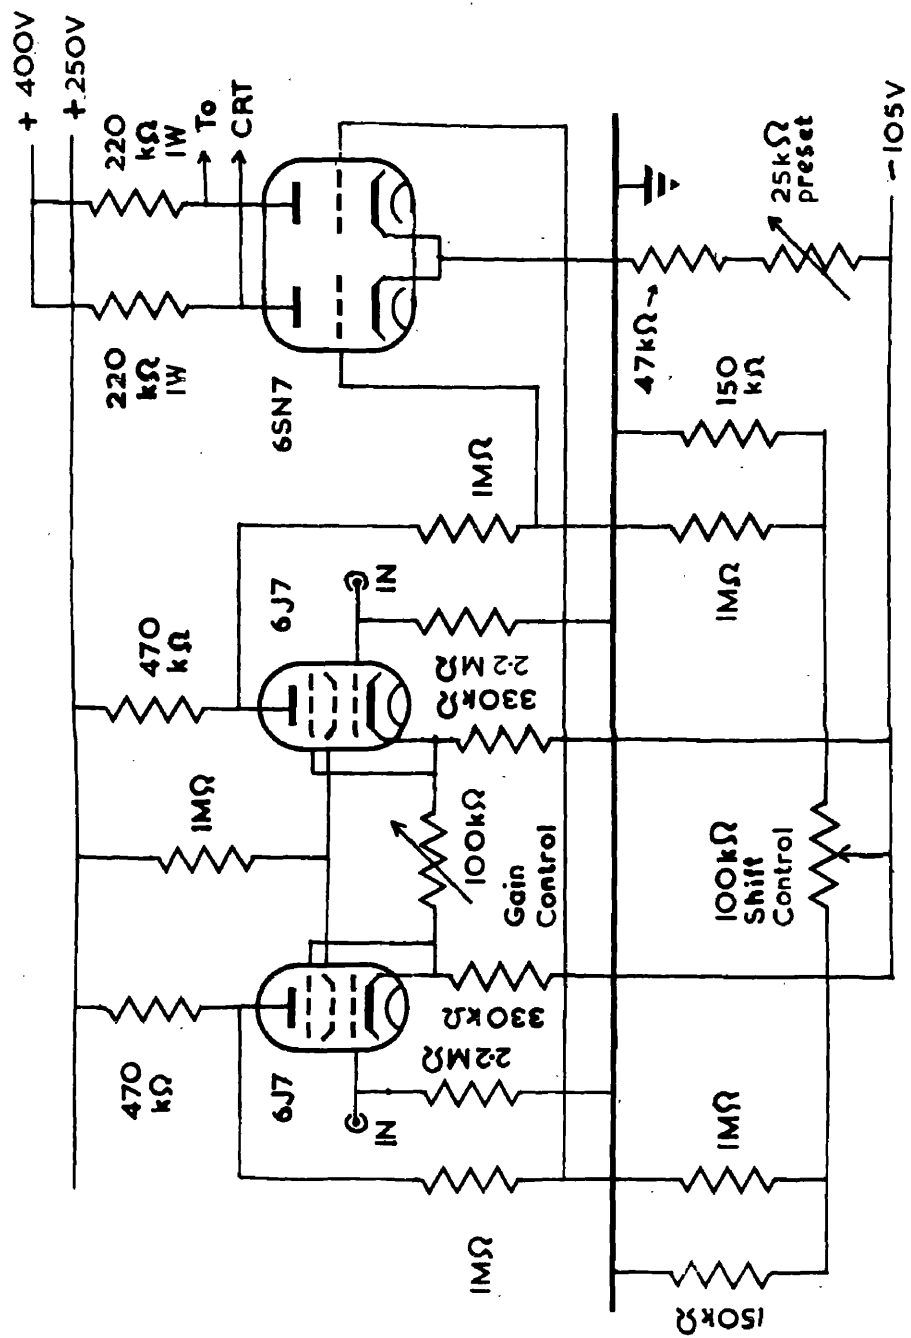 + 400V
+ 250V
220
kΩ
1W
To
CRT
220
kΩ
1W
6SN7
470
kΩ
6J7
IN
1MΩ
2·2 MΩ
330kΩ
1MΩ
100kΩ
Gain
Control
470
kΩ
6J7
IN
330kΩ
2·2MΩ
1MΩ
25kΩ
preset
-105V
47kΩ
150
kΩ
1MΩ
100kΩ
Shift
Control
1MΩ
150kΩ